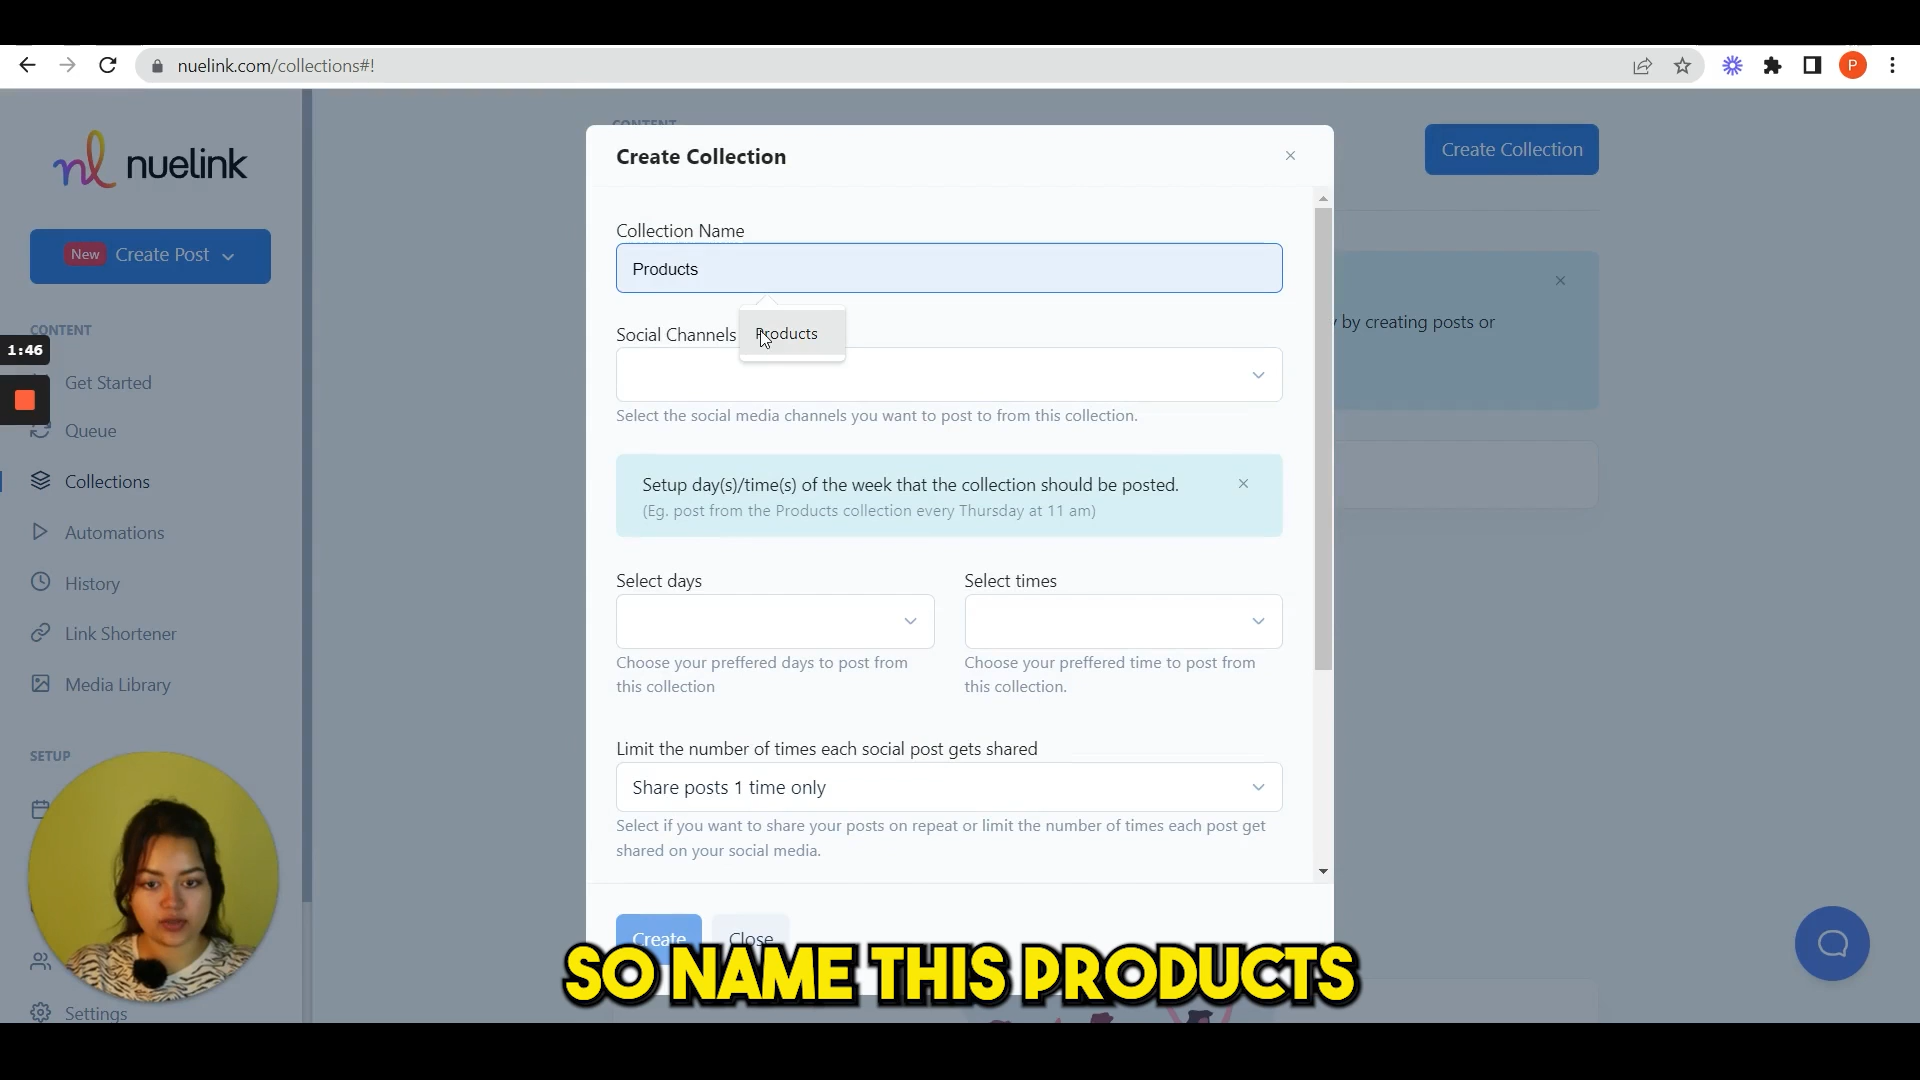 nuelink.com/collections#!
P
nuelink
New Create Post
CONTENT
1:46
Get Started
Queue
Collections
Automations
History
Link Shortener
Media Library
SETUP
Settings
CONTENT
Create Collection
y by creating posts or
Create Collection
Collection Name
Products
Social Channels
Products
Select the social media channels you want to post to from this collection.
Setup day(s)/time(s) of the week that the collection should be posted.
(Eg. post from the Products collection every Thursday at 11 am)
Select days
Select times
Choose your preffered days to post from
this collection
Choose your preffered time to post from
this collection.
Limit the number of times each social post gets shared
Share posts 1 time only
Select if you want to share your posts on repeat or limit the number of times each post get
shared on your social media.
Create
Close
SO NAME THIS PRODUCTS